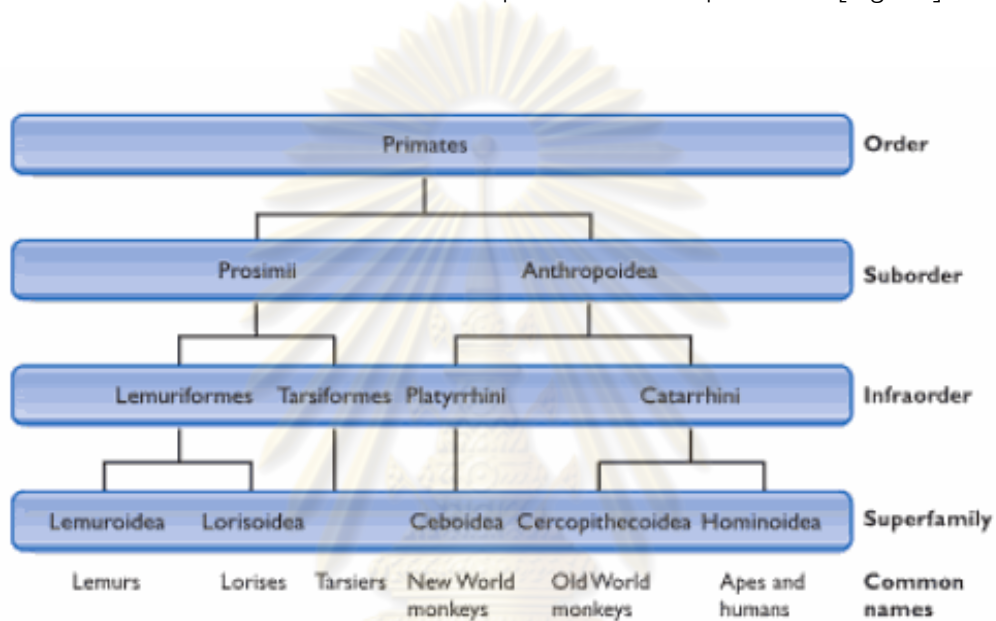 Primates Order
Prosimii Anthropoidea Suborder
Lemuriformes Tarsiformes Platyrrhini Catarrhini Infraorder
Lemuroidea Lorisoidea Ceboidea Cercopithecoidea Hominoidea Superfamily
Lemurs Lorises Tarsiers New World Old World Apes and Common
monkeys monkeys humans names